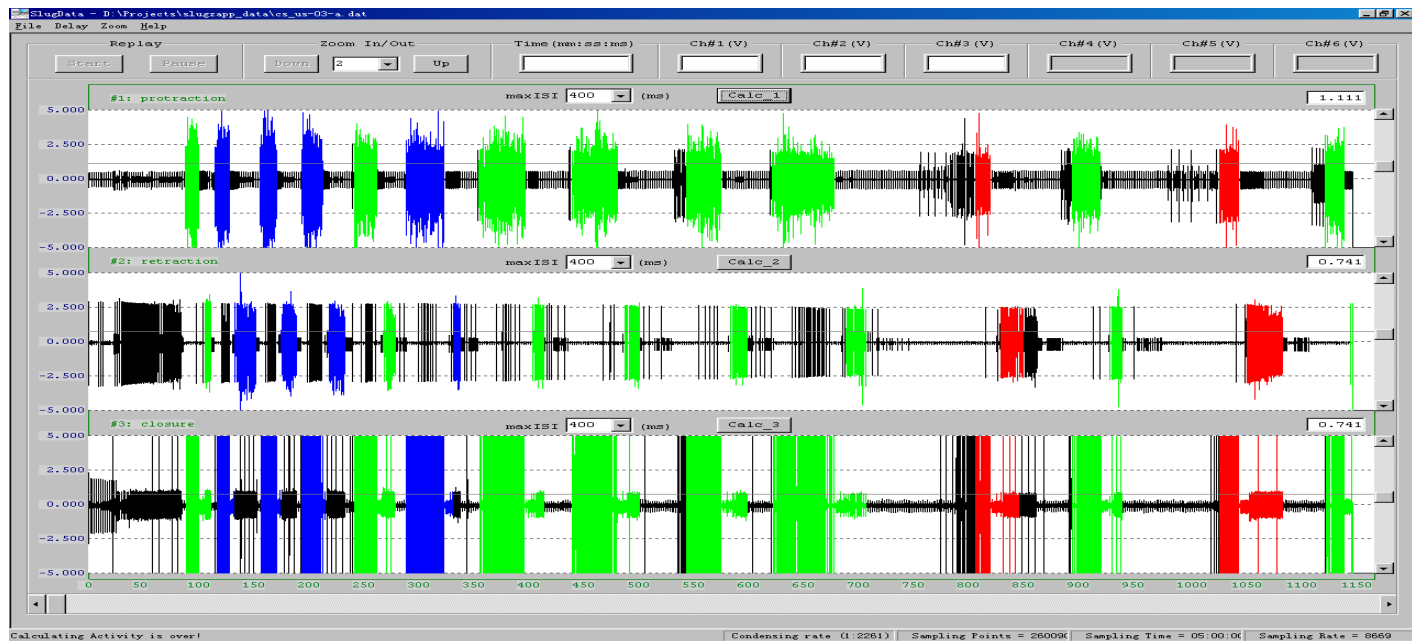 SlugData - D:\Projects\slugzapp_data\cs_us-03-a.dat
File Delay Zoom Help
Replay Zoom In/Out Time(mm:ss:ms) Ch#1(V) Ch#2(V) Ch#3(V) Ch#4(V) Ch#5(V) Ch#6(V)
Start Pause Down 2 Up
#1: protraction maxISI 400 (ms) Calc_1 1.111
5.000
2.500
0.000
-2.500
-5.000
#2: retraction maxISI 400 (ms) Calc_2 0.741
5.000
2.500
0.000
-2.500
-5.000
#3: closure maxISI 400 (ms) Calc_3 0.741
5.000
2.500
0.000
-2.500
-5.000
0 50 100 150 200 250 300 350 400 450 500 550 600 650 700 750 800 850 900 950 1000 1050 1100 1150
Calculating Activity is over! Condensing rate (1:2261) Sampling Points = 260090 Sampling Time = 05:00:00 Sampling Rate = 8669